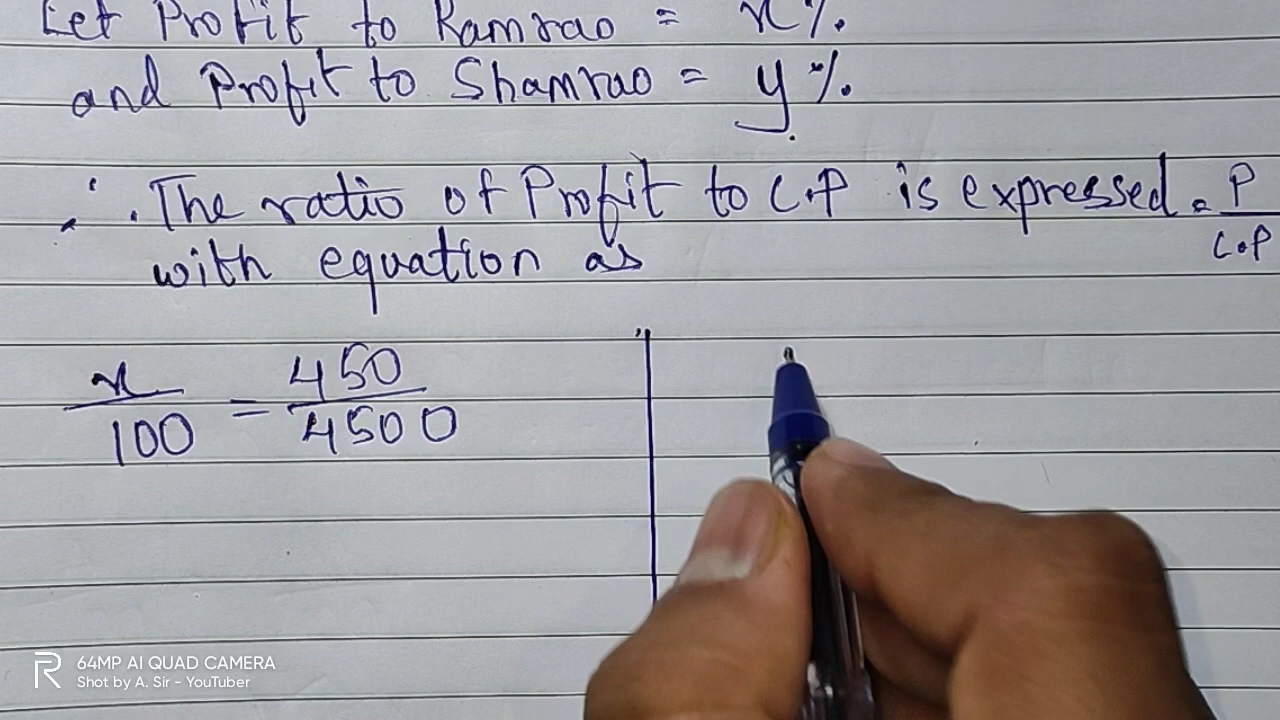 Let Profit to Ramrao = x%.
and Profit to Shamrao = y%.
∴ The ratio of Profit to C.P is expressed = P/C.P
with equation as
x/100 = 450/4500
R 64MP AI QUAD CAMERA
Shot by A. Sir - YouTuber